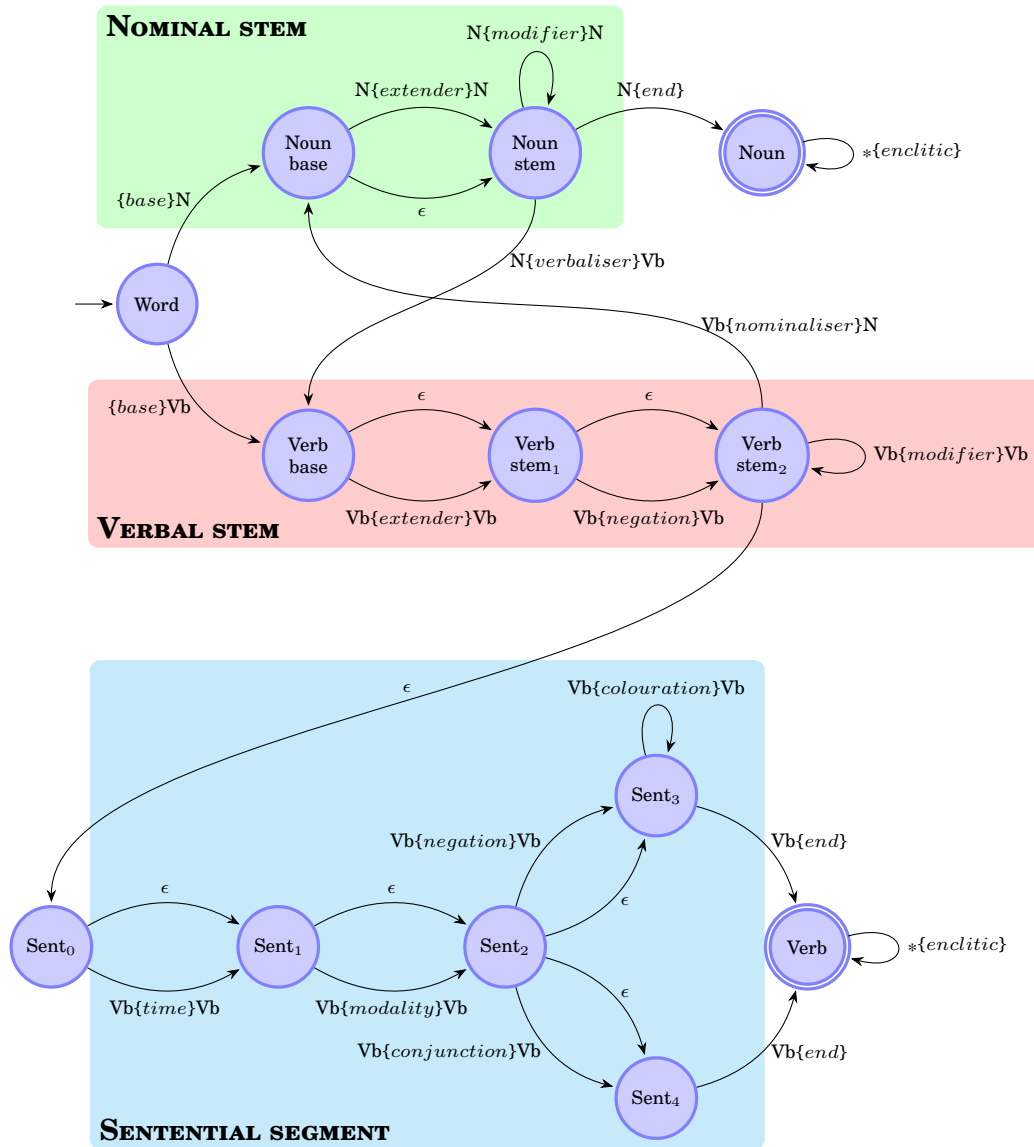 NOMINAL STEM
N{modifier}N
N{extender}N
N{end}
Noun
base
Noun
stem
Noun
*{enclitic}
{base}N
ϵ
N{verbaliser}Vb
Word
Vb{nominaliser}N
{base}Vb
ϵ
ϵ
Verb
base
Verb
stem₁
Verb
stem₂
Vb{modifier}Vb
Vb{extender}Vb
Vb{negation}Vb
VERBAL STEM
ϵ
Vb{colouration}Vb
Sent₃
Vb{negation}Vb
Vb{end}
ϵ
ϵ
ϵ
Sent₀
Sent₁
Sent₂
Verb
*{enclitic}
Vb{time}Vb
Vb{modality}Vb
ϵ
Vb{conjunction}Vb
Vb{end}
Sent₄
SENTENTIAL SEGMENT